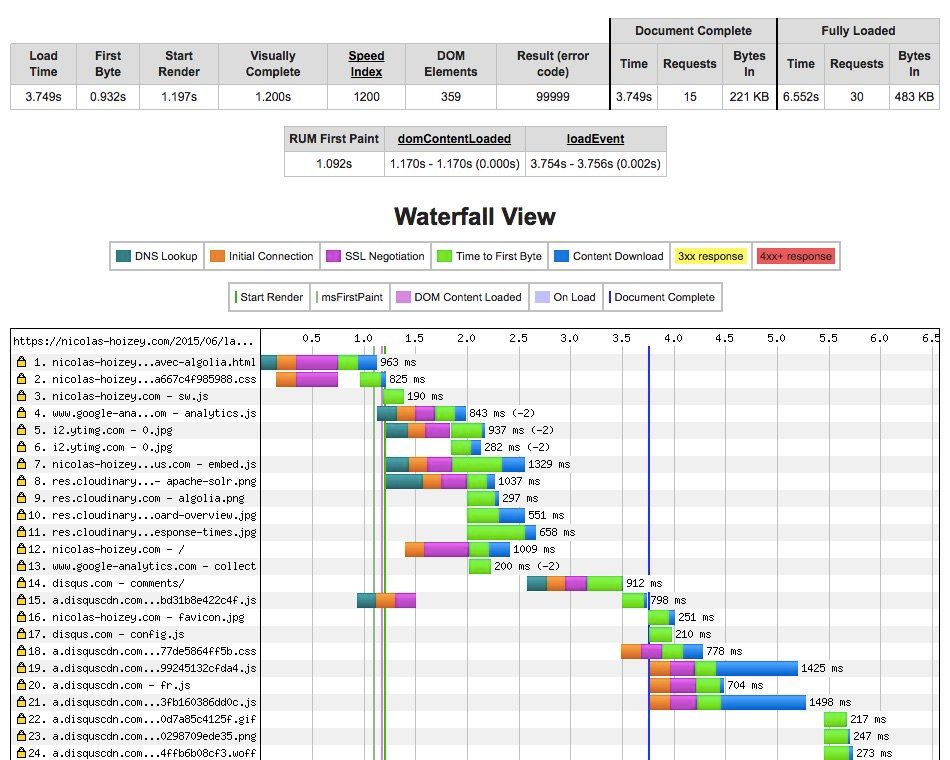 Document Complete Fully Loaded
Load Time First Byte Start Render Visually Complete Speed Index DOM Elements Result (error code) Time Requests Bytes In Time Requests Bytes In
3.749s 0.932s 1.197s 1.200s 1200 359 99999 3.749s 15 221 KB 6.552s 30 483 KB
RUM First Paint domContentLoaded loadEvent
1.092s 1.170s - 1.170s (0.000s) 3.754s - 3.756s (0.002s)
Waterfall View
DNS Lookup Initial Connection SSL Negotiation Time to First Byte Content Download 3xx response 4xx+ response
Start Render msFirstPaint DOM Content Loaded On Load Document Complete
https://nicolas-hoizey.com/2015/06/la... 0.5 1.0 1.5 2.0 2.5 3.0 3.5 4.0 4.5 5.0 5.5 6.0 6.5
1. nicolas-hoizey...avec-algolia.html 963 ms
2. nicolas-hoizey...a667c4f985988.css 825 ms
3. nicolas-hoizey.com - sw.js 190 ms
4. www.google-ana...om - analytics.js 843 ms (-2)
5. i2.ytimg.com - 0.jpg 937 ms (-2)
6. i2.ytimg.com - 0.jpg 282 ms (-2)
7. nicolas-hoizey...us.com - embed.js 1329 ms
8. res.cloudinary...- apache-solr.png 1037 ms
9. res.cloudinary.com - algolia.png 297 ms
10. res.cloudinary...oard-overview.jpg 551 ms
11. res.cloudinary...esponse-times.jpg 658 ms
12. nicolas-hoizey.com - / 1009 ms
13. www.google-analytics.com - collect 200 ms (-2)
14. disqus.com - comments/ 912 ms
15. a.disquscdn.com...bd31b8e422c4f.js 798 ms
16. nicolas-hoizey.com - favicon.jpg 251 ms
17. disqus.com - config.js 210 ms
18. a.disquscdn.com...77de5864ff5b.css 778 ms
19. a.disquscdn.com...99245132cfda4.js 1425 ms
20. a.disquscdn.com - fr.js 704 ms
21. a.disquscdn.com...3fb160386dd0c.js 1498 ms
22. a.disquscdn.com...0d7a85c4125f.gif 217 ms
23. a.disquscdn.com...0298709ede35.png 247 ms
24. a.disquscdn.com...4ffb6b08cf3.woff 273 ms